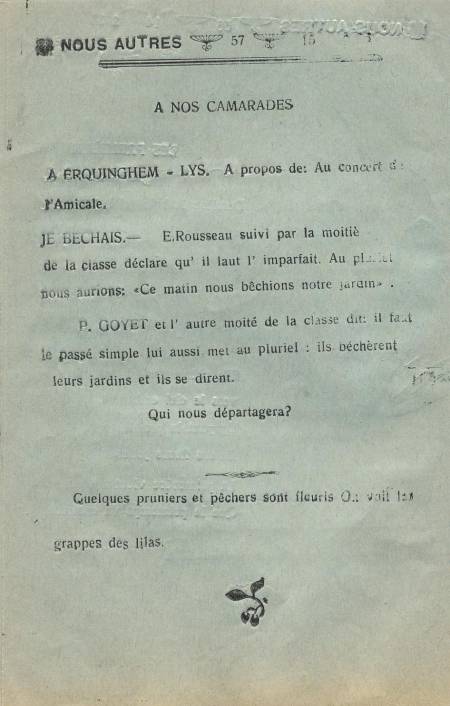 NOUS AUTRES 57 15
A NOS CAMARADES
A ERQUINGHEM - LYS. A propos de: Au concert de
l'Amicale.
JE BECHAIS.— E.Rousseau suivi par la moitiè
de la classe déclare qu' il laut l' imparfait. Au pluriel
nous aurions: «Ce matin nous bêchions notre jardin» .
P. GOYET et l' autre moité de la classe dit: il faut
le passé simple lui aussi met au pluriel : ils béchèrent
leurs jardins et ils se dirent.
Qui nous départagera?
Quelques pruniers et pêchers sont fleuris On voit les
grappes des lilas.